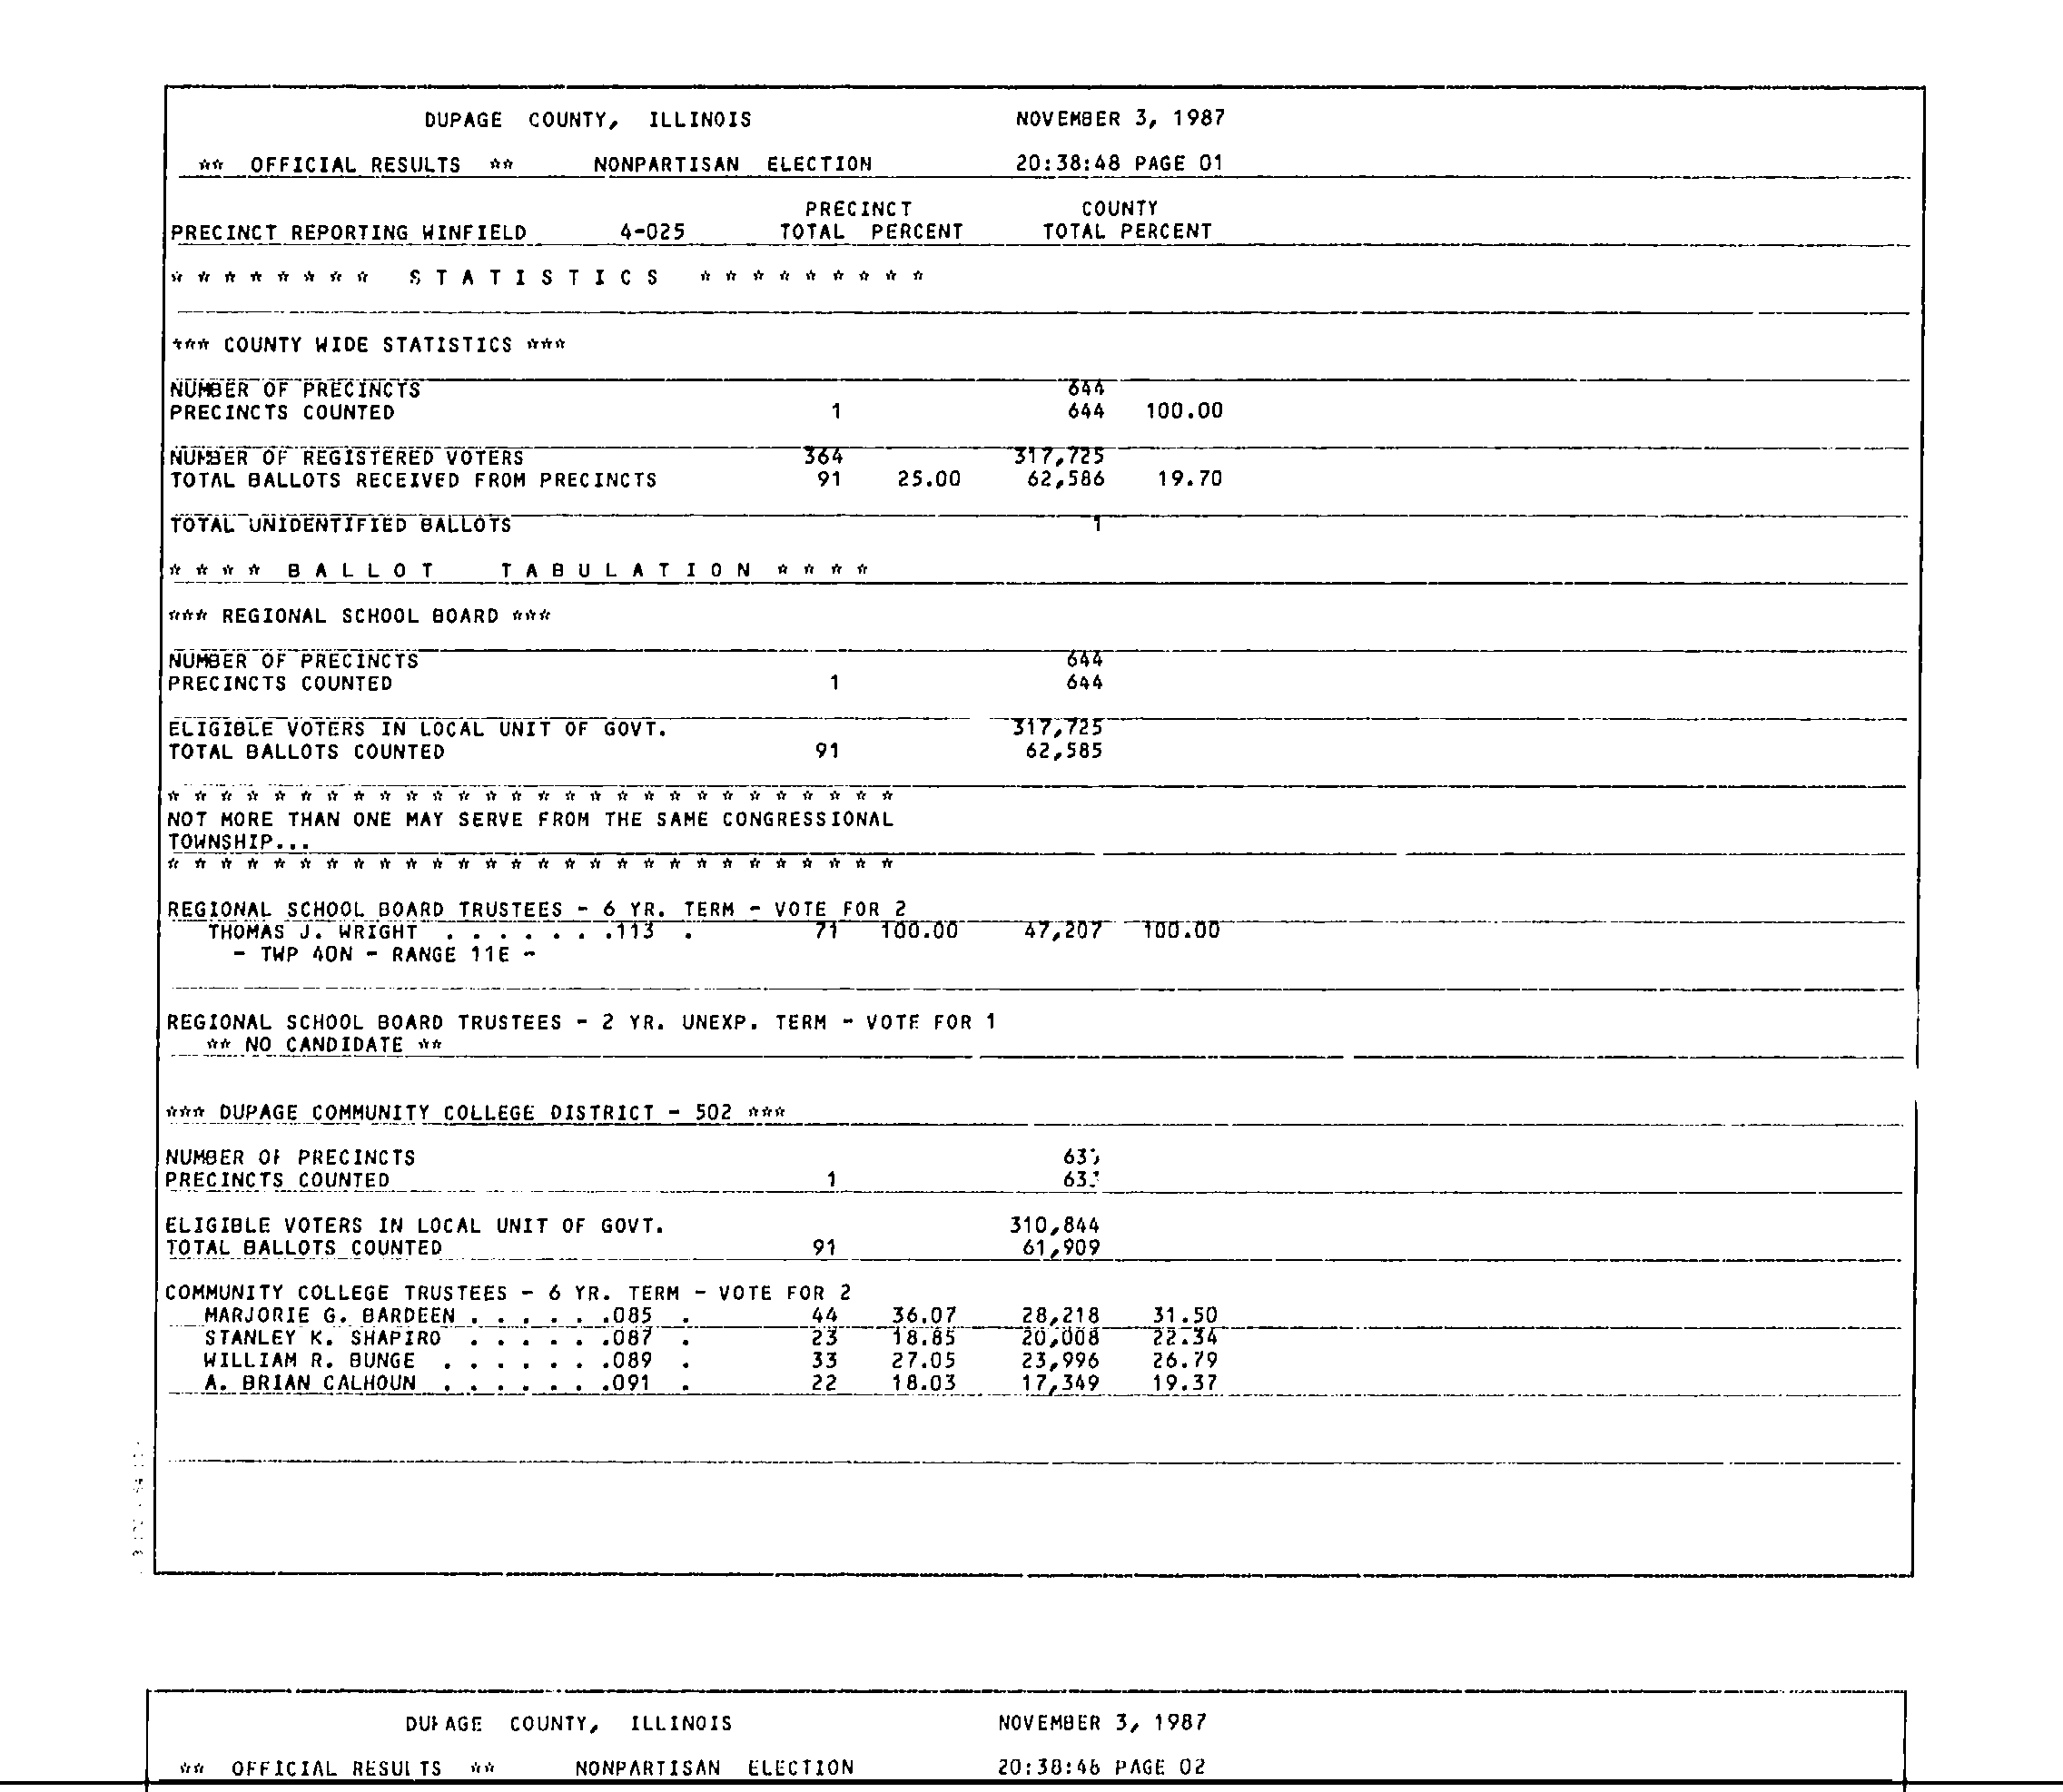 DUPAGE COUNTY, ILLINOIS NOVEMBER 3, 1987
** OFFICIAL RESULTS ** NONPARTISAN ELECTION 20:38:48 PAGE 01
PRECINCT COUNTY
PRECINCT REPORTING WINFIELD 4-025 TOTAL PERCENT TOTAL PERCENT
* * * * * * * * S T A T I S T I C S * * * * * * * * *
*** COUNTY WIDE STATISTICS ***
NUMBER OF PRECINCTS 644
PRECINCTS COUNTED 1 644 100.00
NUMBER OF REGISTERED VOTERS 364 317,725
TOTAL BALLOTS RECEIVED FROM PRECINCTS 91 25.00 62,586 19.70
TOTAL UNIDENTIFIED BALLOTS 1
* * * * B A L L O T T A B U L A T I O N * * * *
*** REGIONAL SCHOOL BOARD ***
NUMBER OF PRECINCTS 644
PRECINCTS COUNTED 1 644
ELIGIBLE VOTERS IN LOCAL UNIT OF GOVT. 317,725
TOTAL BALLOTS COUNTED 91 62,585
* * * * * * * * * * * * * * * * * * * * * * * * * * * *
NOT MORE THAN ONE MAY SERVE FROM THE SAME CONGRESSIONAL
TOWNSHIP...
* * * * * * * * * * * * * * * * * * * * * * * * * * * *
REGIONAL SCHOOL BOARD TRUSTEES - 6 YR. TERM - VOTE FOR 2
THOMAS J. WRIGHT . . . . . . .113 . 71 100.00 47,207 100.00
- TWP 40N - RANGE 11E -
REGIONAL SCHOOL BOARD TRUSTEES - 2 YR. UNEXP. TERM - VOTE FOR 1
** NO CANDIDATE **
*** DUPAGE COMMUNITY COLLEGE DISTRICT - 502 ***
NUMBER OF PRECINCTS
PRECINCTS COUNTED 1
ELIGIBLE VOTERS IN LOCAL UNIT OF GOVT. 310,844
TOTAL BALLOTS COUNTED 91 61,909
COMMUNITY COLLEGE TRUSTEES - 6 YR. TERM - VOTE FOR 2
MARJORIE G. BARDEEN . . . . . .085 . 44 36.07 28,218 31.50
STANLEY K. SHAPIRO . . . . . .087 . 23 18.85 20,008 22.34
WILLIAM R. BUNGE . . . . . . .089 . 33 27.05 23,996 26.79
A. BRIAN CALHOUN . . . . . . .091 . 22 18.03 17,349 19.37
DUPAGE COUNTY, ILLINOIS NOVEMBER 3, 1987
** OFFICIAL RESULTS ** NONPARTISAN ELECTION PAGE 02